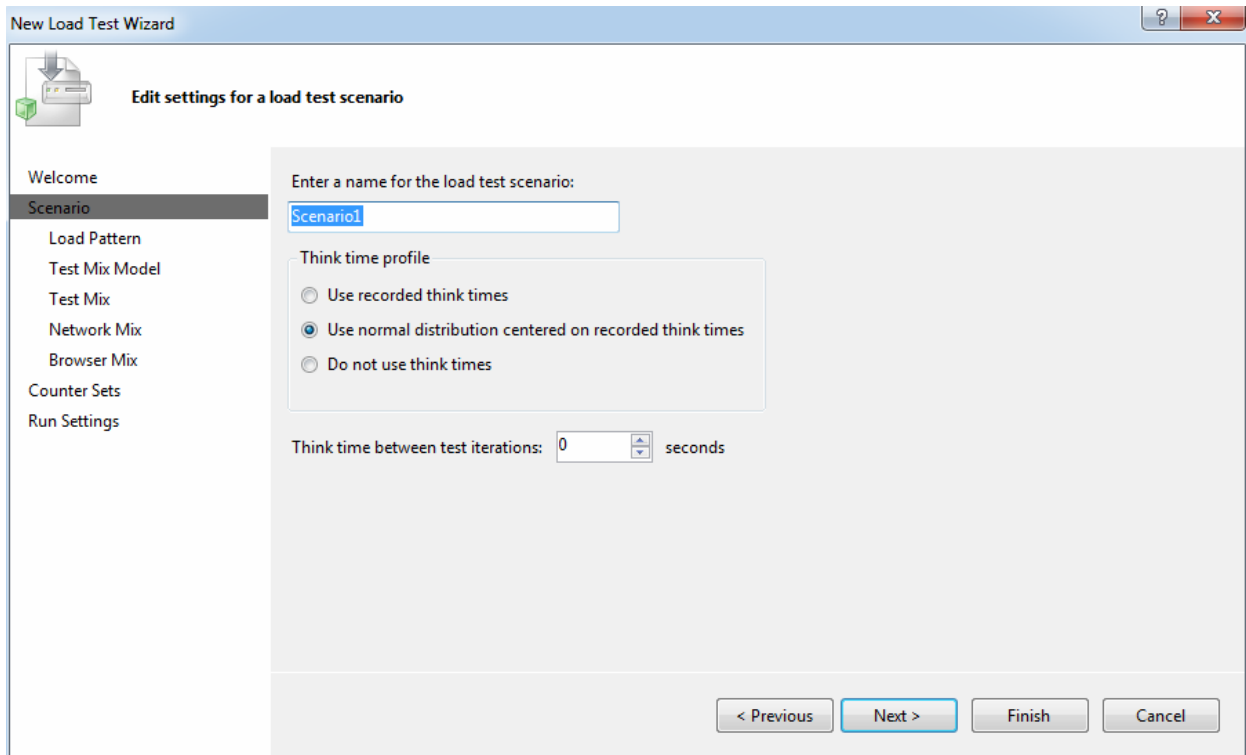 New Load Test Wizard
?
X
Edit settings for a load test scenario
Welcome
Scenario
Load Pattern
Test Mix Model
Test Mix
Network Mix
Browser Mix
Counter Sets
Run Settings
Enter a name for the load test scenario:
Scenario1
Think time profile
Use recorded think times
Use normal distribution centered on recorded think times
Do not use think times
Think time between test iterations: 0 seconds
< Previous Next > Finish Cancel